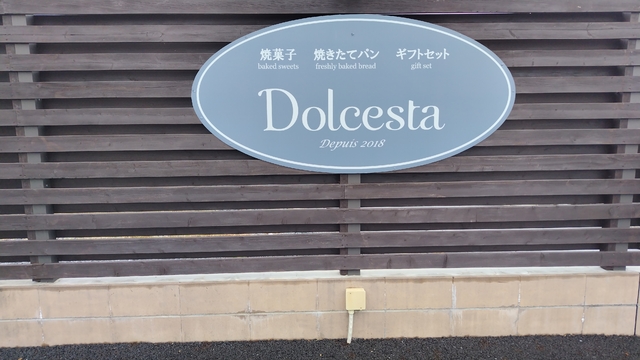 焼菓子 焼きたてパン ギフトセット
baked sweets freshly baked bread gift set
Dolcesta
Depuis 2018